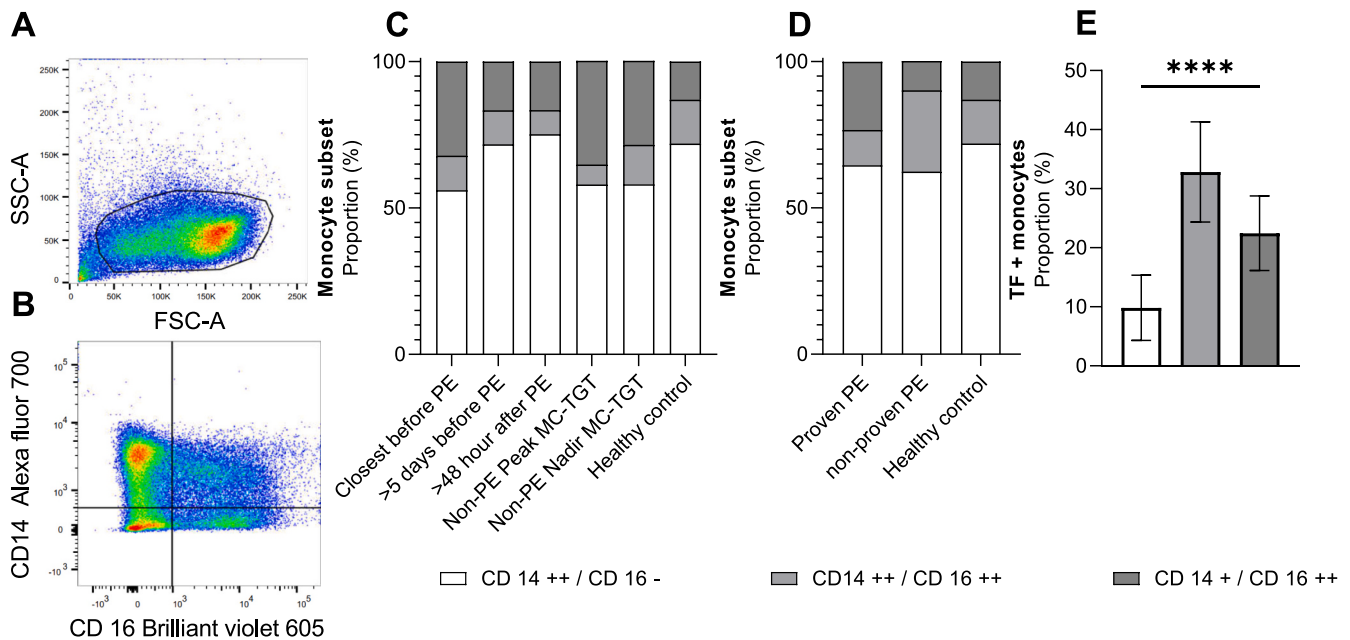 A
250K
200K
150K
100K
50K
0
SSC-A
0 50K 100K 150K 200K 250K
FSC-A
B
10^5
10^4
10^3
0
-10^3
CD14 Alexa fluor 700
-10^3 0 10^3 10^4 10^5
CD 16 Brilliant violet 605
C
Monocyte subset
Proportion (%)
100
50
0
Closest before PE
>5 days before PE
>48 hour after PE
Non-PE Peak MC-TGT
Non-PE Nadir MC-TGT
Healthy control
D
Monocyte subset
Proportion (%)
100
50
0
Proven PE
non-proven PE
Healthy control
E
TF + monocytes
Proportion (%)
50
40
30
20
10
0
****
CD 14 ++ / CD 16 -
CD14 ++ / CD 16 ++
CD 14 + / CD 16 ++